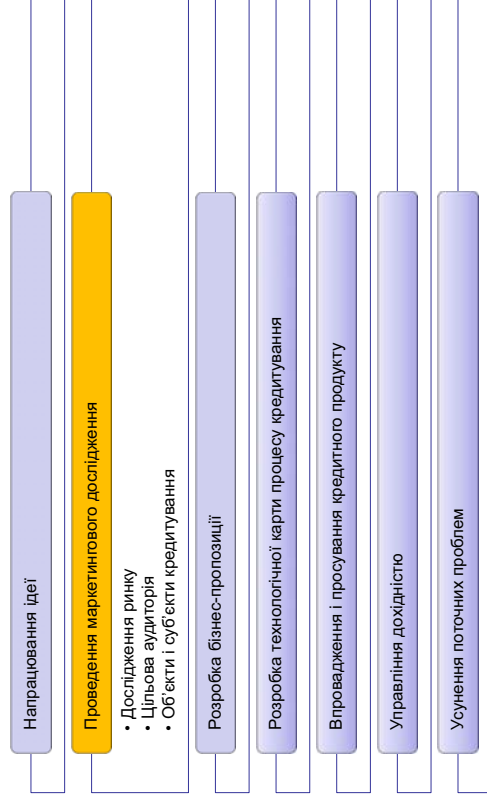 Напрацювання ідеї
Проведення маркетингового дослідження
• Дослідження ринку
• Цільова аудиторія
• Об’єкти і суб’єкти кредитування
Розробка бізнес-пропозиції
Розробка технологічної карти процесу кредитування
Впровадження і просування кредитного продукту
Управління дохідністю
Усунення поточних проблем